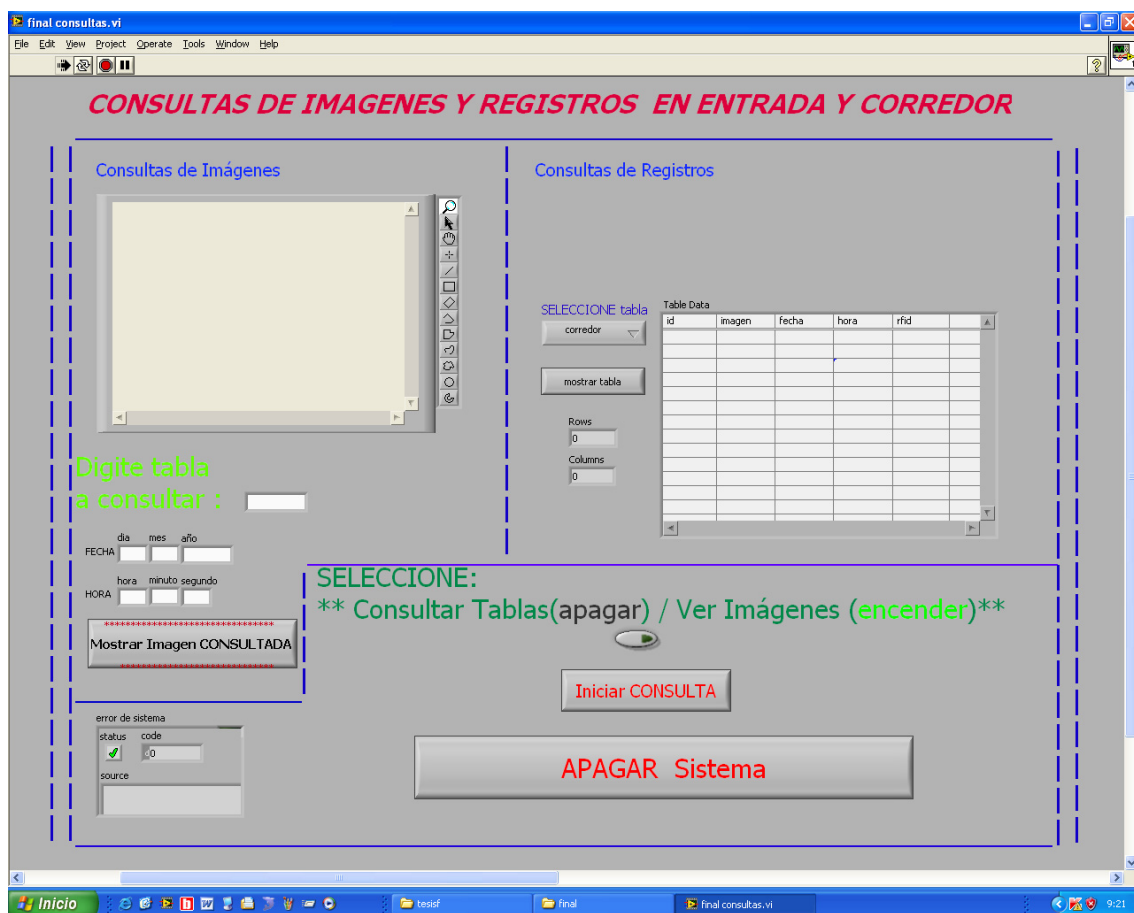 final consultas.vi
File Edit View Project Operate Tools Window Help
CONSULTAS DE IMAGENES Y REGISTROS EN ENTRADA Y CORREDOR
Consultas de Imágenes
Consultas de Registros
SELECCIONE tabla
corredor
mostrar tabla
Rows
0
Columns
0
Table Data
id imagen fecha hora rfid
Digite tabla
a consultar :
dia mes año
FECHA
hora minuto segundo
HORA
*******************************
Mostrar Imagen CONSULTADA
****************************
SELECCIONE:
** Consultar Tablas(apagar) / Ver Imágenes (encender)**
Iniciar CONSULTA
APAGAR Sistema
error de sistema
status code
0
source
Inicio
tesisf
final
final consultas.vi
9:21